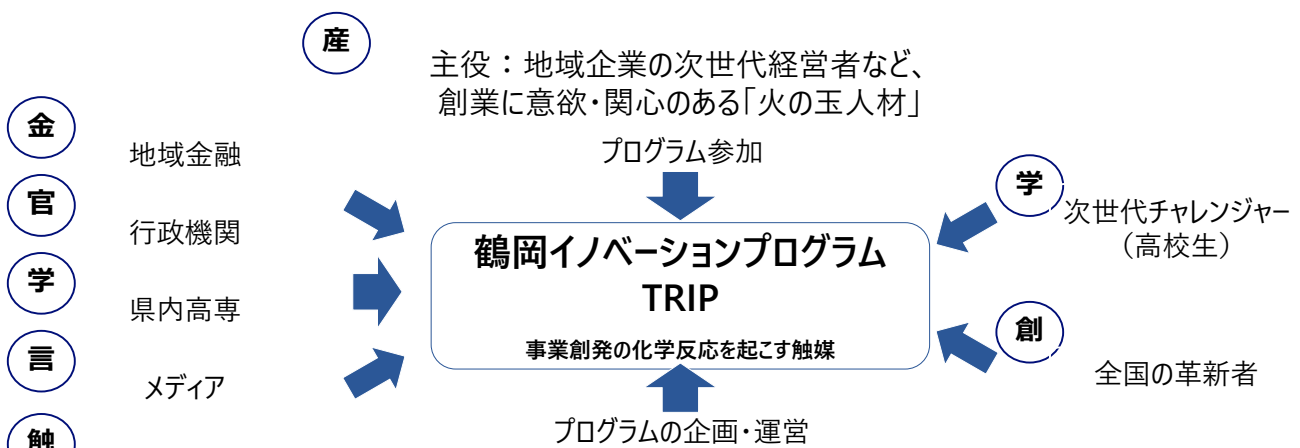 産
主役：地域企業の次世代経営者など、
創業に意欲・関心のある「火の玉人材」
プログラム参加
金
地域金融
官
行政機関
学
県内高専
言
メディア
触
鶴岡イノベーションプログラム
TRIP
事業創発の化学反応を起こす触媒
学
次世代チャレンジャー
（高校生）
創
全国の革新者
プログラムの企画・運営